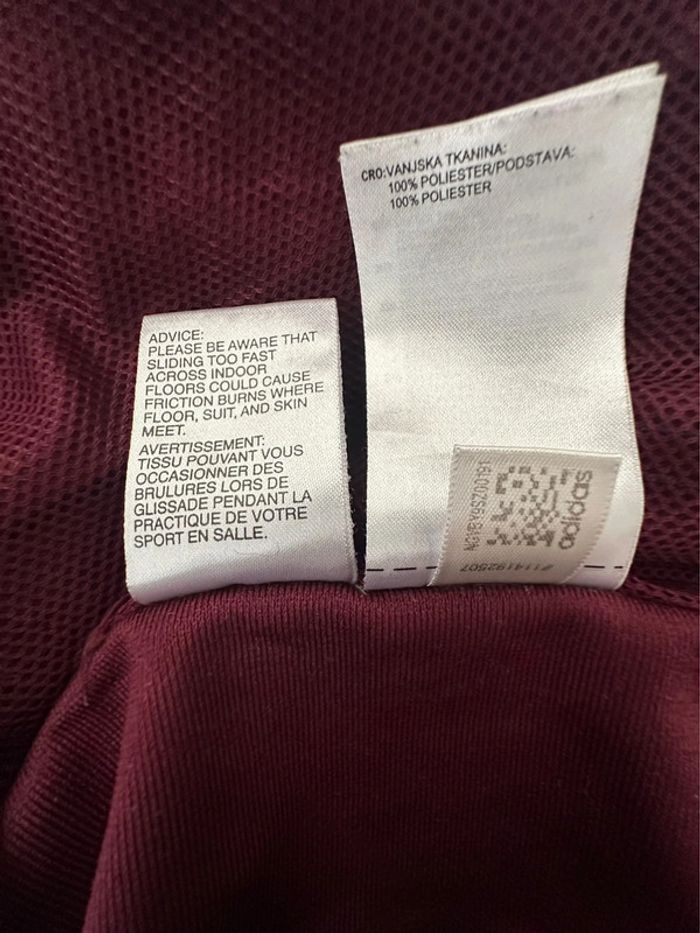 ADVICE:
PLEASE BE AWARE THAT
SLIDING TOO FAST
ACROSS INDOOR
FLOORS COULD CAUSE
FRICTION BURNS WHERE
FLOOR, SUIT, AND SKIN
MEET.
AVERTISSEMENT:
TISSU POUVANT VOUS
OCCASIONNER DES
BRULURES LORS DE
GLISSADE PENDANT LA
PRACTIQUE DE VOTRE
SPORT EN SALLE.
CRO:VANJSKA TKANINA:
100% POLIESTER/PODSTAVA:
100% POLIESTER
adidas
#114192507